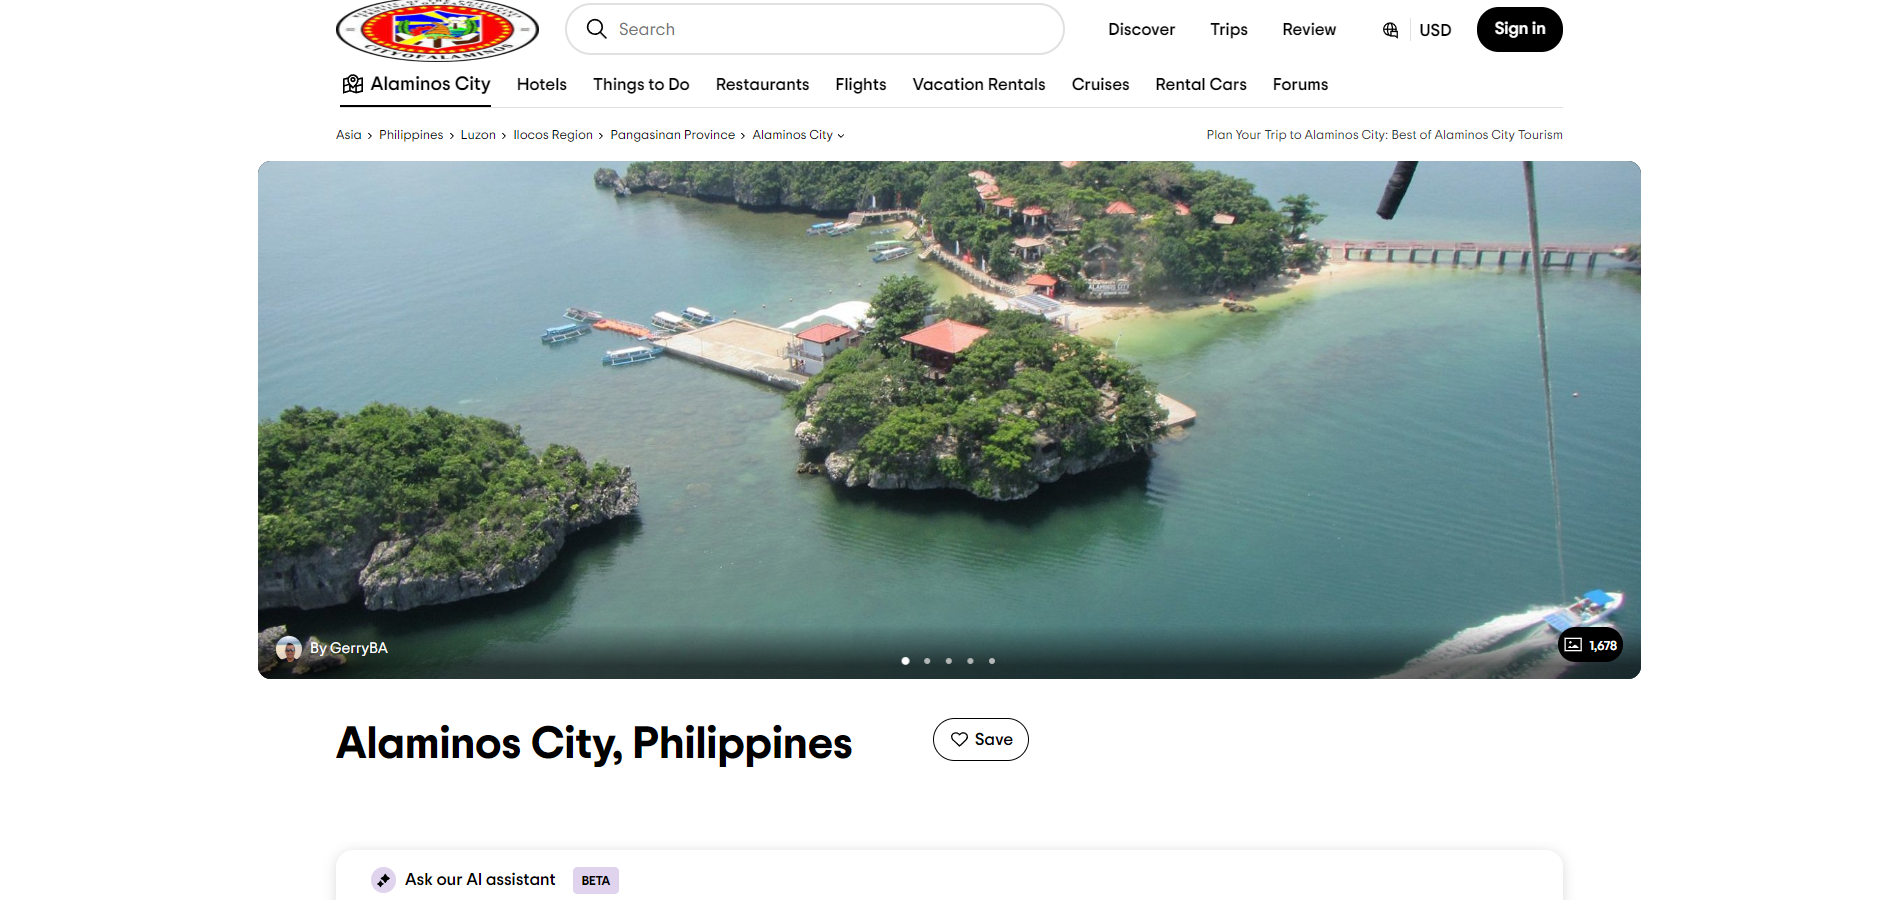 CITY OF ALAMINOS
Search
Discover
Trips
Review
USD
Sign in
Alaminos City
Hotels
Things to Do
Restaurants
Flights
Vacation Rentals
Cruises
Rental Cars
Forums
Asia › Philippines › Luzon › Ilocos Region › Pangasinan Province › Alaminos City
Plan Your Trip to Alaminos City: Best of Alaminos City Tourism
ALAMINOS CITY
By GerryBA
1,678
Alaminos City, Philippines
Save
Ask our AI assistant
BETA